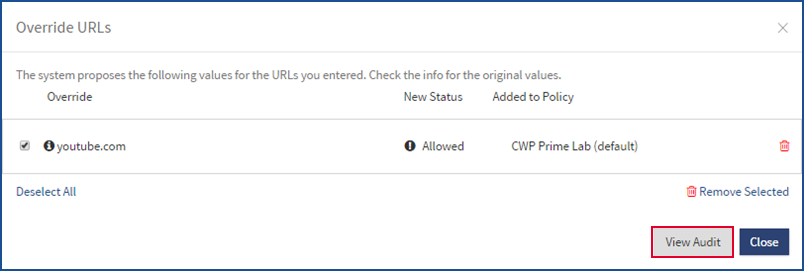 Override URLs
The system proposes the following values for the URLs you entered. Check the info for the original values.
Override New Status Added to Policy
youtube.com Allowed CWP Prime Lab (default)
Deselect All Remove Selected
View Audit Close